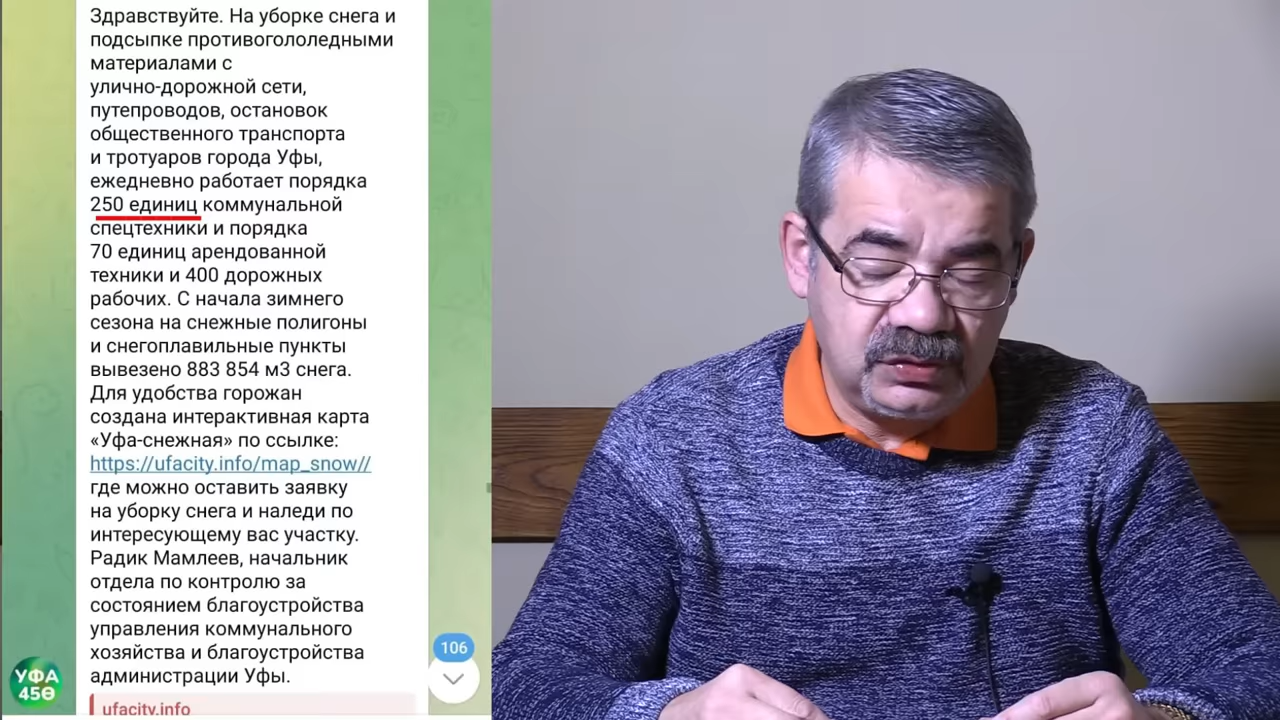 Здравствуйте. На уборке снега и
подсыпке противогололедными
материалами с
улично-дорожной сети,
путепроводов, остановок
общественного транспорта
и тротуаров города Уфы,
ежедневно работает порядка
250 единиц коммунальной
спецтехники и порядка
70 единиц арендованной
техники и 400 дорожных
рабочих. С начала зимнего
сезона на снежные полигоны
и снегоплавильные пункты
вывезено 883 854 м3 снега.
Для удобства горожан
создана интерактивная карта
«Уфа-снежная» по ссылке:
https://ufacity.info/map_snow//
где можно оставить заявку
на уборку снега и наледи по
интересующему вас участку.
Радик Мамлеев, начальник
отдела по контролю за
состоянием благоустройства
управления коммунального
хозяйства и благоустройства
администрации Уфы.
ufacity.info
106
УФА
450